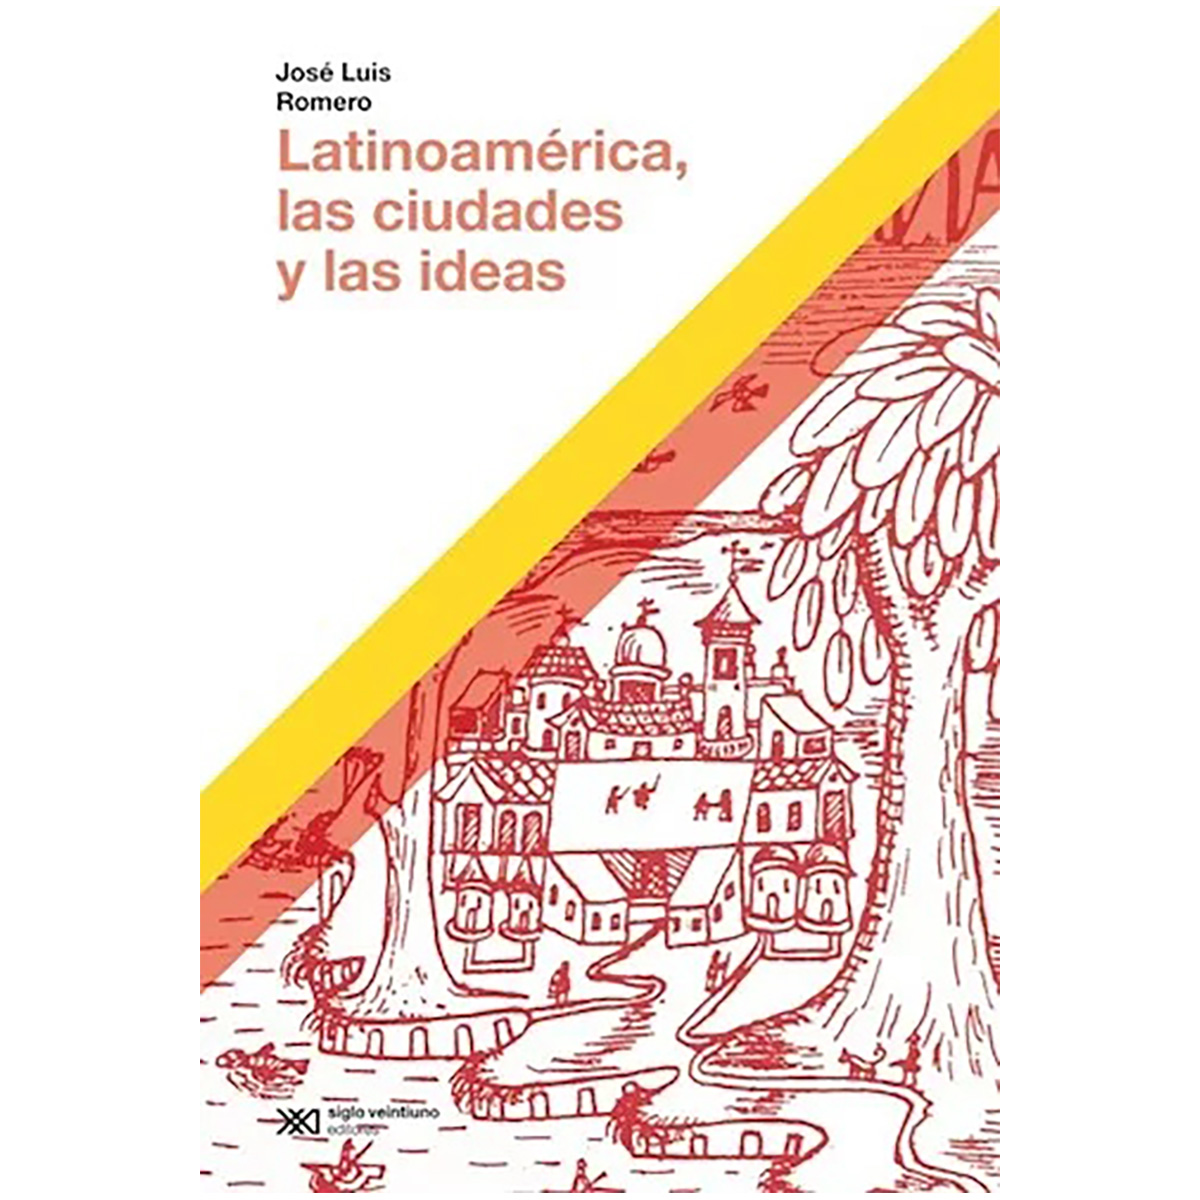 José Luis
Romero
Latinoamérica,
las ciudades
y las ideas
siglo veintiuno
editores